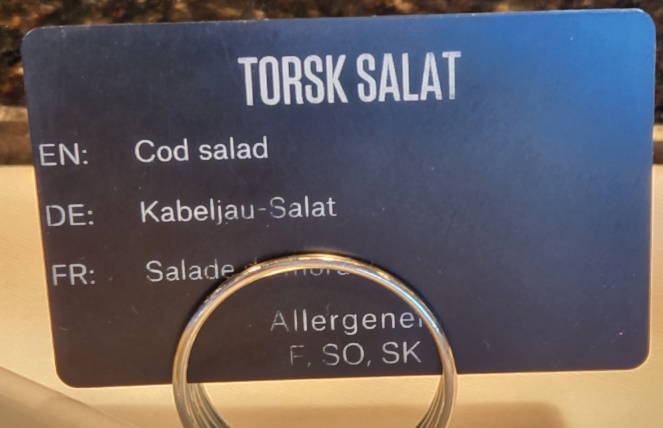 TORSK SALAT
EN: Cod salad
DE: Kabeljau-Salat
FR: Salade
Allergener
F, SO, SK